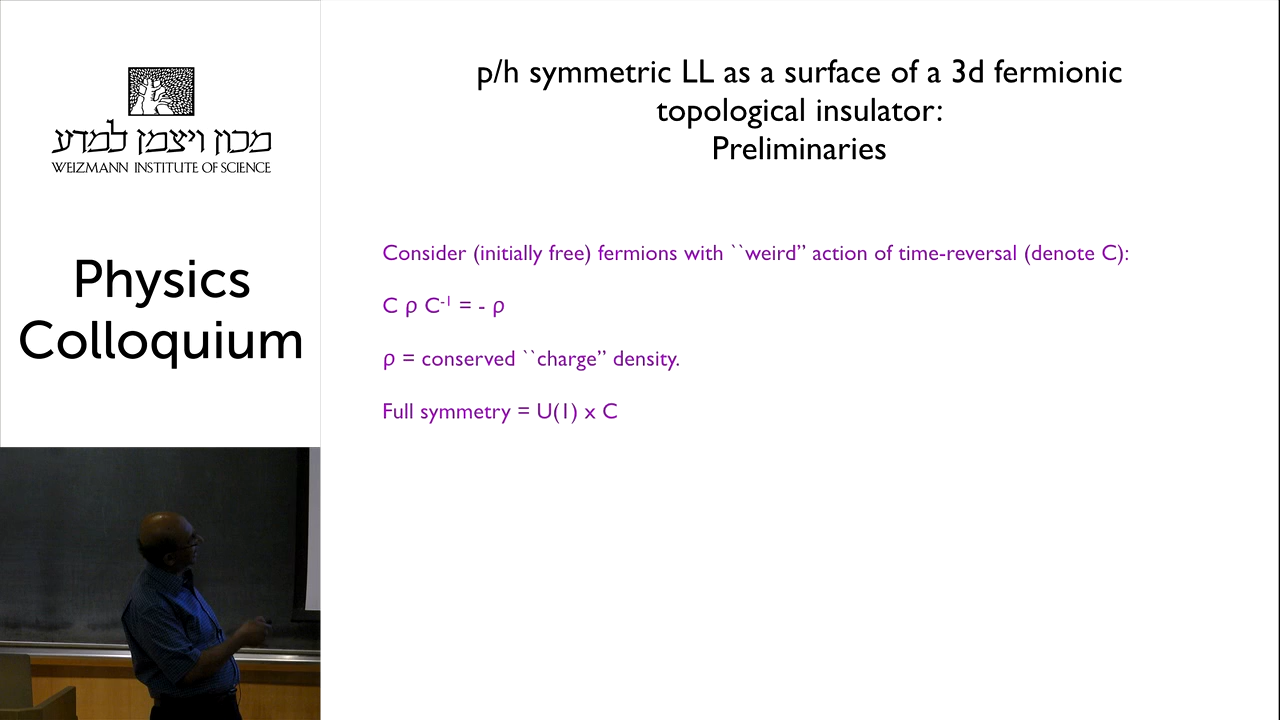 מכון ויצמן למדע
WEIZMANN INSTITUTE OF SCIENCE
Physics
Colloquium
p/h symmetric LL as a surface of a 3d fermionic
topological insulator:
Preliminaries
Consider (initially free) fermions with ``weird” action of time-reversal (denote C):
C ρ C⁻¹ = - ρ
ρ = conserved ``charge” density.
Full symmetry = U(1) x C